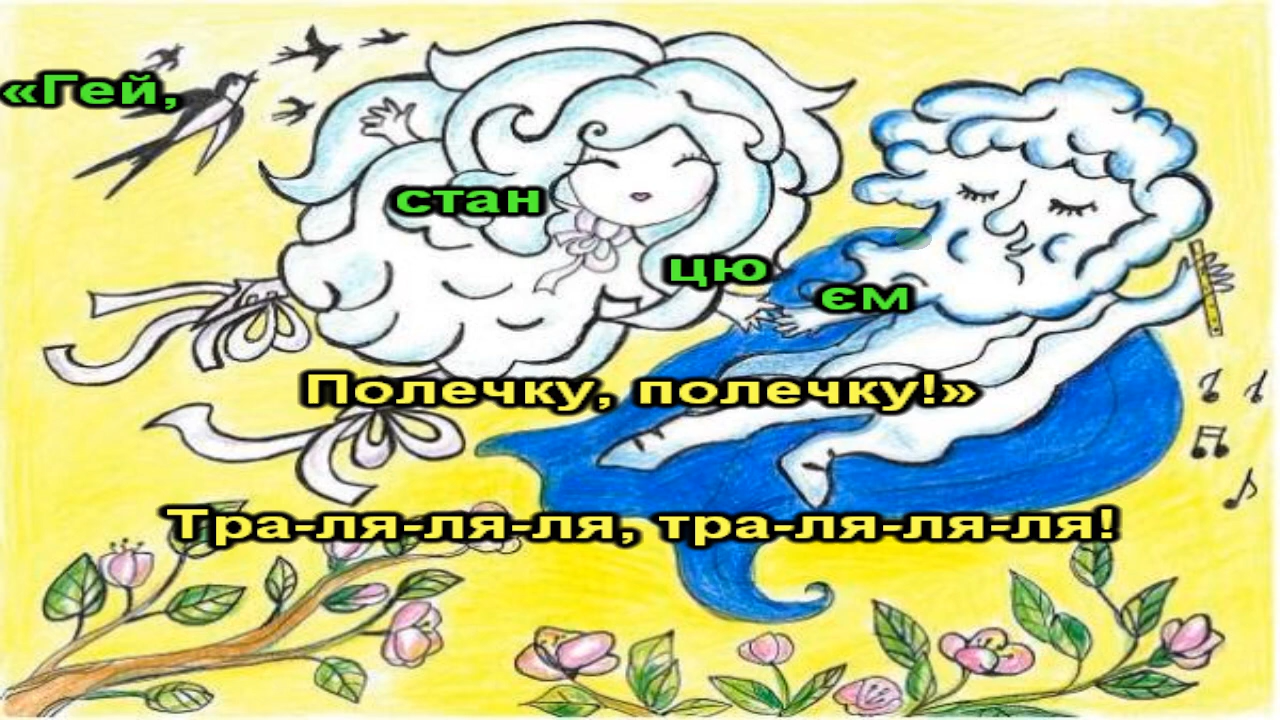 «Гей,
стан
цю
єм
Полечку, полечку!»
Тра-ля-ля-ля, тра-ля-ля-ля!